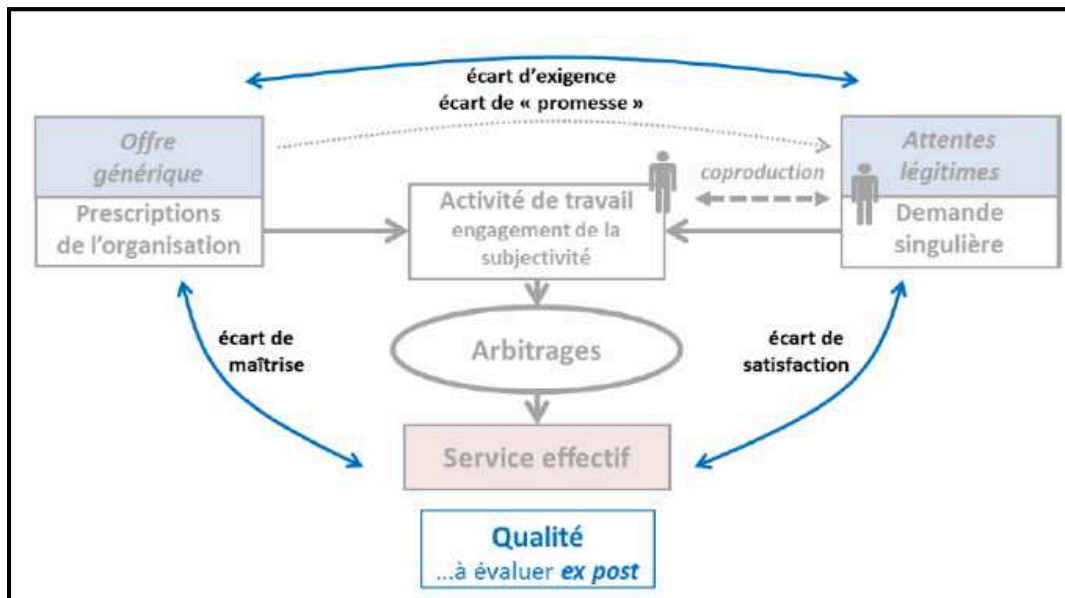 écart d’exigence
écart de « promesse »
Offre
générique
Prescriptions
de l’organisation
Activité de travail
engagement de la
subjectivité
coproduction
Attentes
légitimes
Demande
singulière
écart de
maîtrise
Arbitrages
écart de
satisfaction
Service effectif
Qualité
...à évaluer ex post